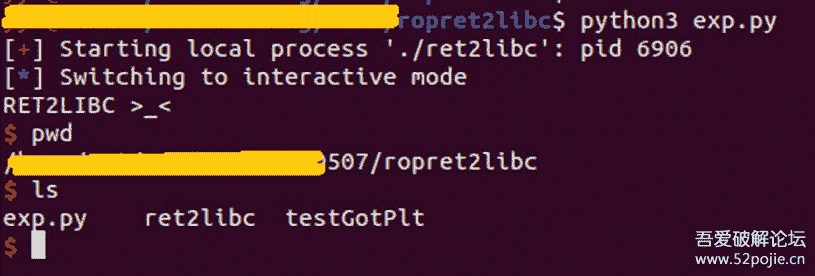 /ropret2libc$ python3 exp.py
[+] Starting local process './ret2libc': pid 6906
[*] Switching to interactive mode
RET2LIBC >_<
$ pwd
/507/ropret2libc
$ ls
exp.py ret2libc testGotPlt
$
吾爱破解论坛
www.52pojie.cn